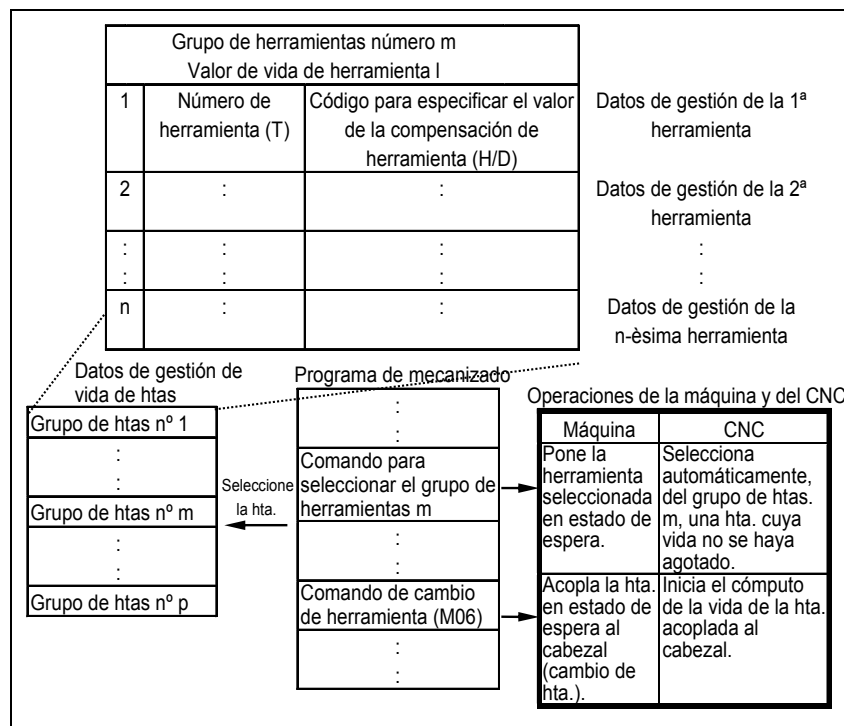 Grupo de herramientas número m
Valor de vida de herramienta l
1
Número de
herramienta (T)
Código para especificar el valor
de la compensación de
herramienta (H/D)
Datos de gestión de la 1ª
herramienta
2
:
:
Datos de gestión de la 2ª
herramienta
:
:
:
:
:
:
:
:
:
n
:
:
Datos de gestión de la
n-èsima herramienta
Datos de gestión de
vida de htas
Grupo de htas nº 1
:
:
Grupo de htas nº m
:
:
Grupo de htas nº p
Seleccione
la hta.
Programa de mecanizado
:
:
Comando para
seleccionar el grupo de
herramientas m
:
:
Comando de cambio
de herramienta (M06)
:
:
Operaciones de la máquina y del CNC
Máquina
CNC
Pone la
herramienta
seleccionada
en estado de
espera.
Selecciona
automáticamente,
del grupo de htas.
m, una hta. cuya
vida no se haya
agotado.
Acopla la hta.
en estado de
espera al
cabezal
(cambio de
hta.).
Inicia el cómputo
de la vida de la hta.
acoplada al
cabezal.